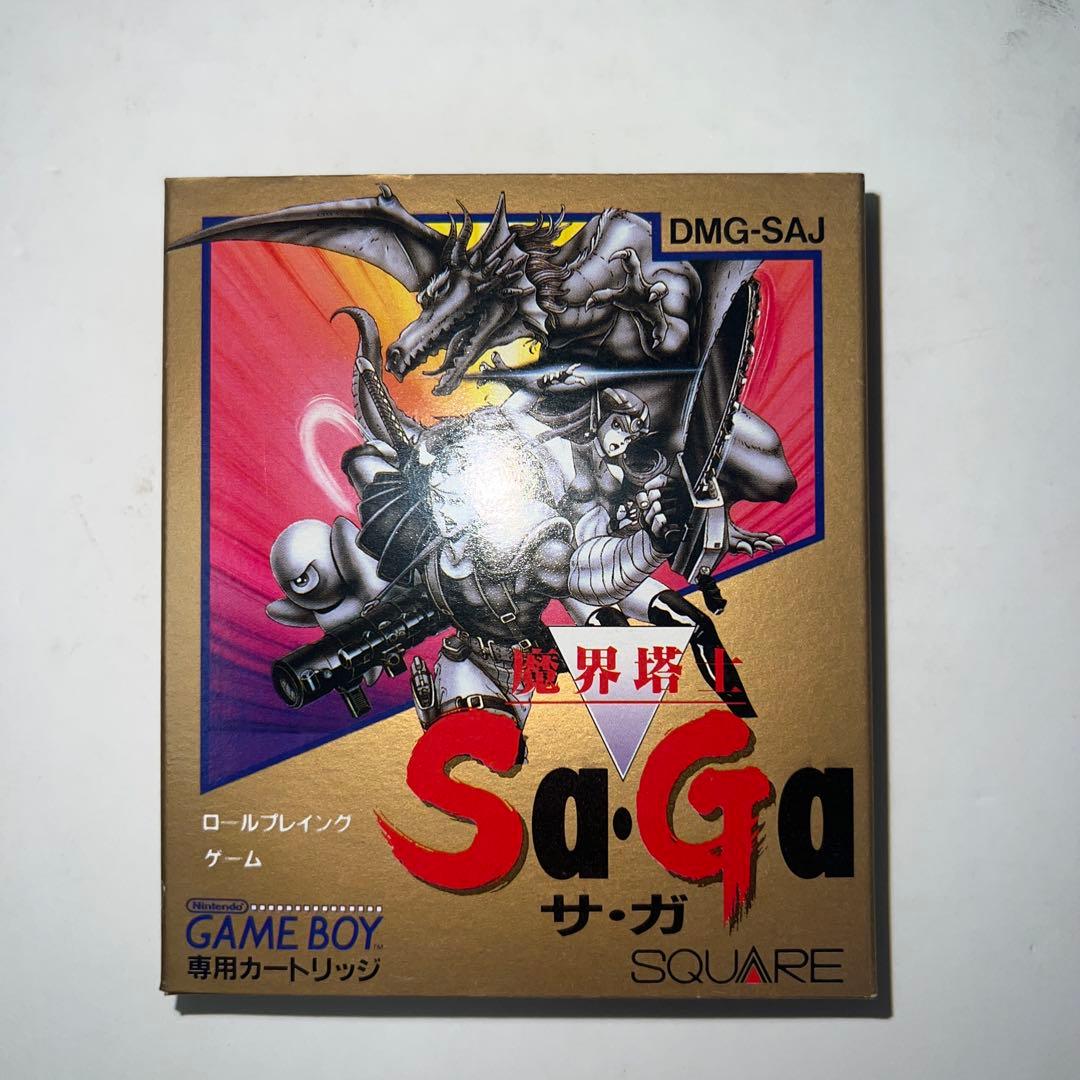 DMG-SAJ
魔界塔士
Sa・Ga
サ・ガ
ロールプレイング
ゲーム
Nintendo
GAME BOY™
専用カートリッジ
SQUARE